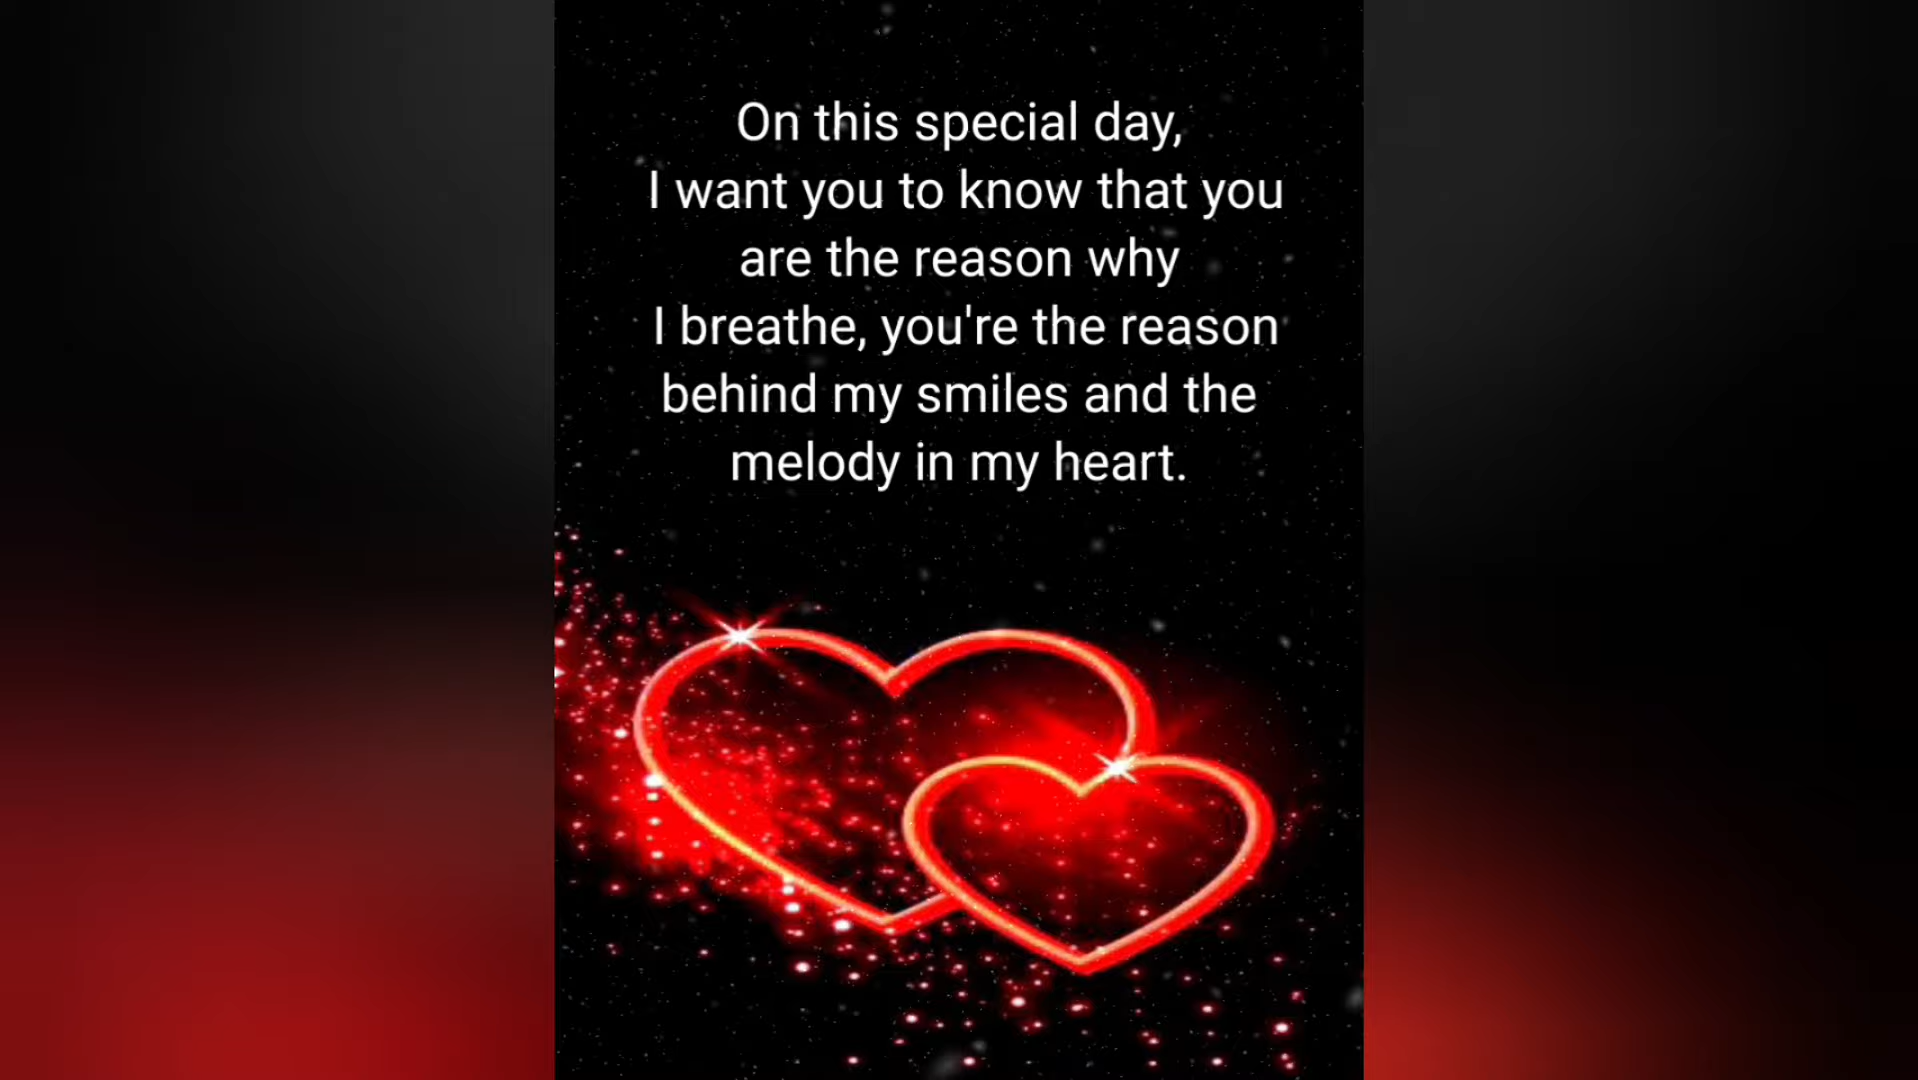 On this special day,
I want you to know that you
are the reason why
I breathe, you're the reason
behind my smiles and the
melody in my heart.